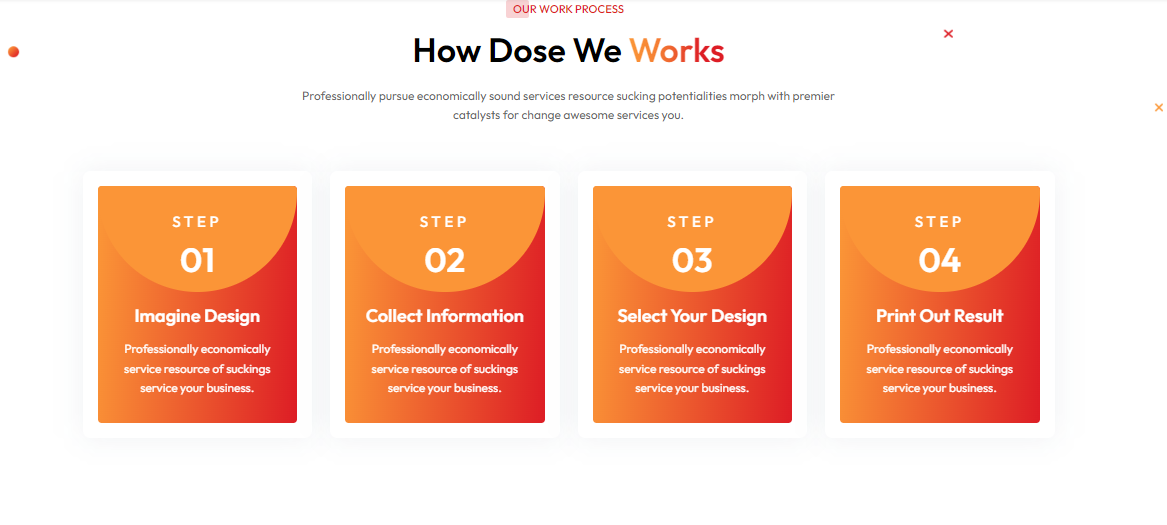 OUR WORK PROCESS
How Dose We Works
Professionally pursue economically sound services resource sucking potentialities morph with premier
catalysts for change awesome services you.
STEP
01
Imagine Design
Professionally economically
service resource of suckings
service your business.
STEP
02
Collect Information
Professionally economically
service resource of suckings
service your business.
STEP
03
Select Your Design
Professionally economically
service resource of suckings
service your business.
STEP
04
Print Out Result
Professionally economically
service resource of suckings
service your business.